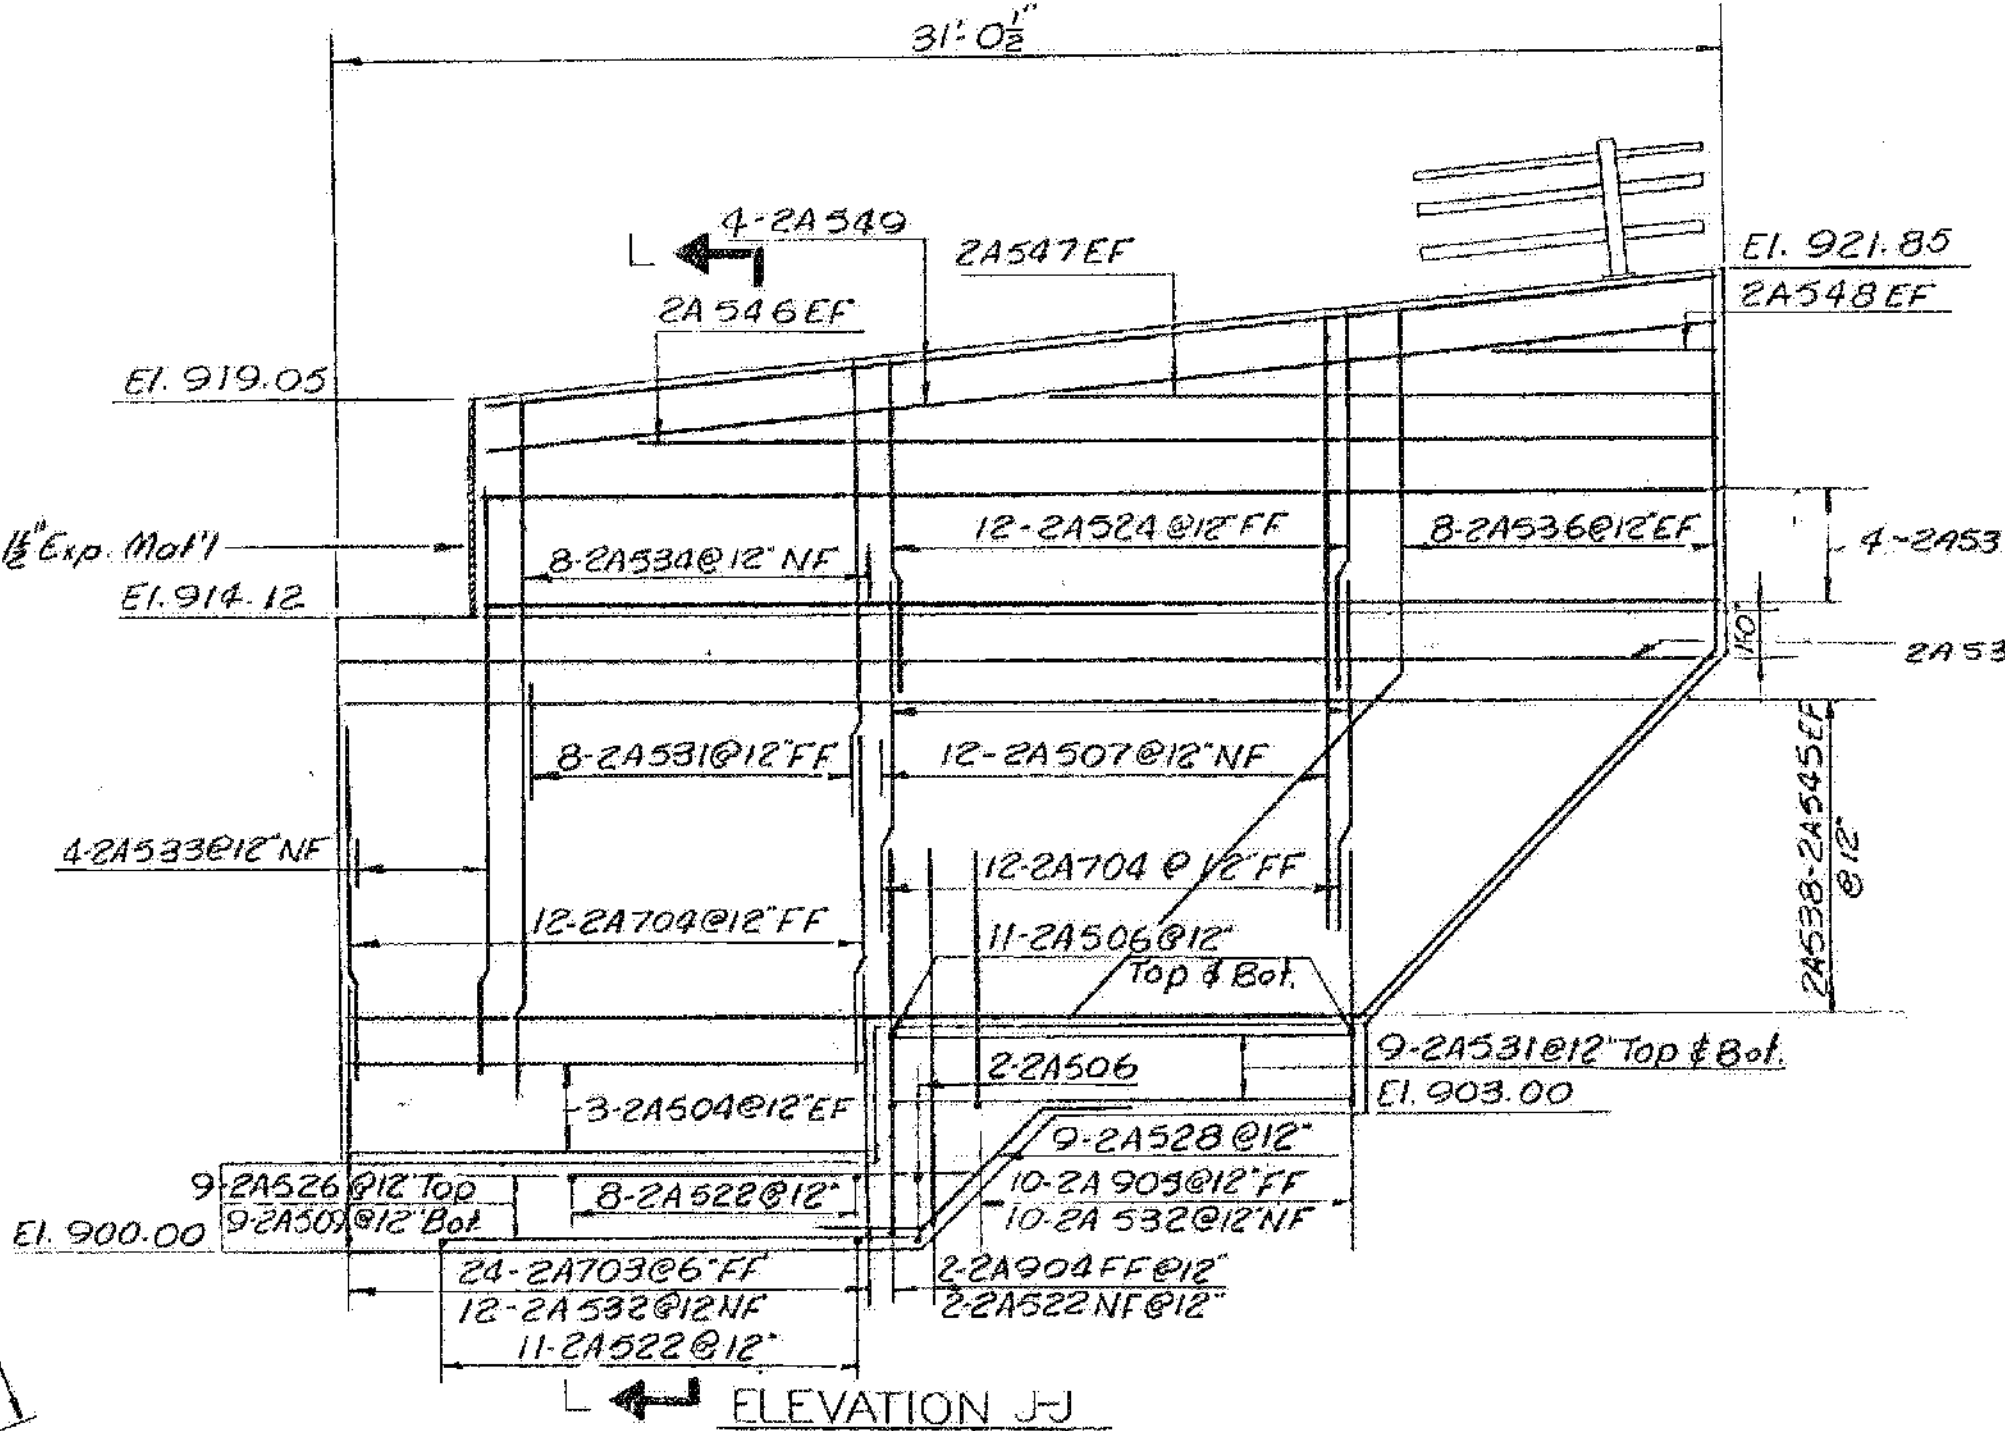 31'-0½"
4-2A549
L
2A547EF
El. 921.85
2A548EF
2A546EF
El. 919.05
12-2A524@12"FF
8-2A536@12"EF
4-2A53
1½" Exp. Mat'l
8-2A534@12"NF
El. 914.12
1'-0"
2A53
8-2A531@12"FF
12-2A507@12"NF
2A538-2A545EF
@12"
4-2A533@12"NF
12-2A704@12"FF
12-2A704@12"FF
11-2A506@12"
Top & Bot.
9-2A531@12"Top & Bot.
2-2A506
El. 903.00
3-2A504@12"EF
9-2A528@12"
9-2A526@12"Top
8-2A522@12"
10-2A905@12"FF
@12"Bot
10-2A532@12"NF
El. 900.00
24-2A703@6"FF
2-2A904FF@12"
12-2A532@12NF
2-2A522NF@12"
11-2A522@12"
L
ELEVATION J-J